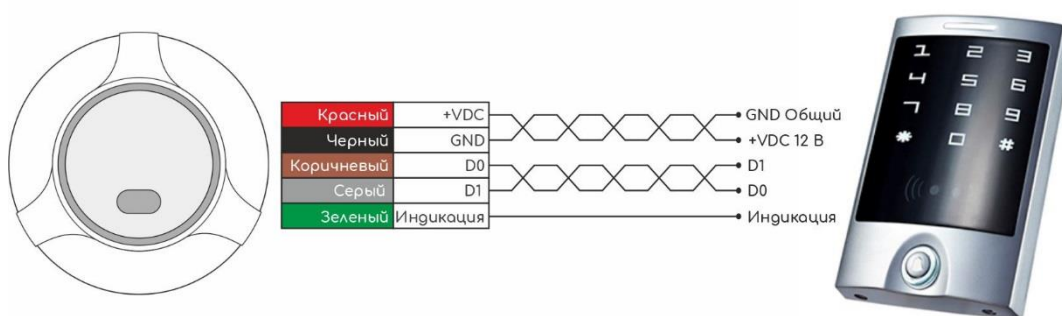 Красный +VDC GND Общий
Черный GND +VDC 12 В
Коричневый D0 D1
Серый D1 D0
Зеленый Индикация Индикация
1 2 3
4 5 6
7 8 9
* 0 #